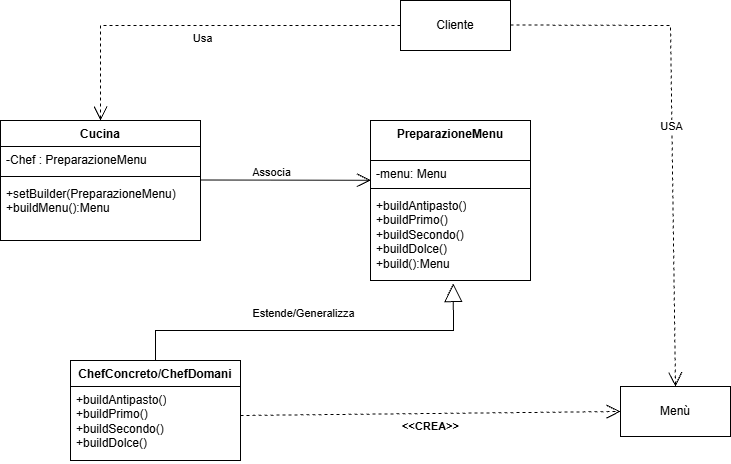 Cliente
Usa
USA
Cucina
-Chef : PreparazioneMenu
+setBuilder(PreparazioneMenu)
+buildMenu():Menu
Associa
PreparazioneMenu
-menu: Menu
+buildAntipasto()
+buildPrimo()
+buildSecondo()
+buildDolce()
+build():Menu
Estende/Generalizza
ChefConcreto/ChefDomani
+buildAntipasto()
+buildPrimo()
+buildSecondo()
+buildDolce()
<<CREA>>
Menù